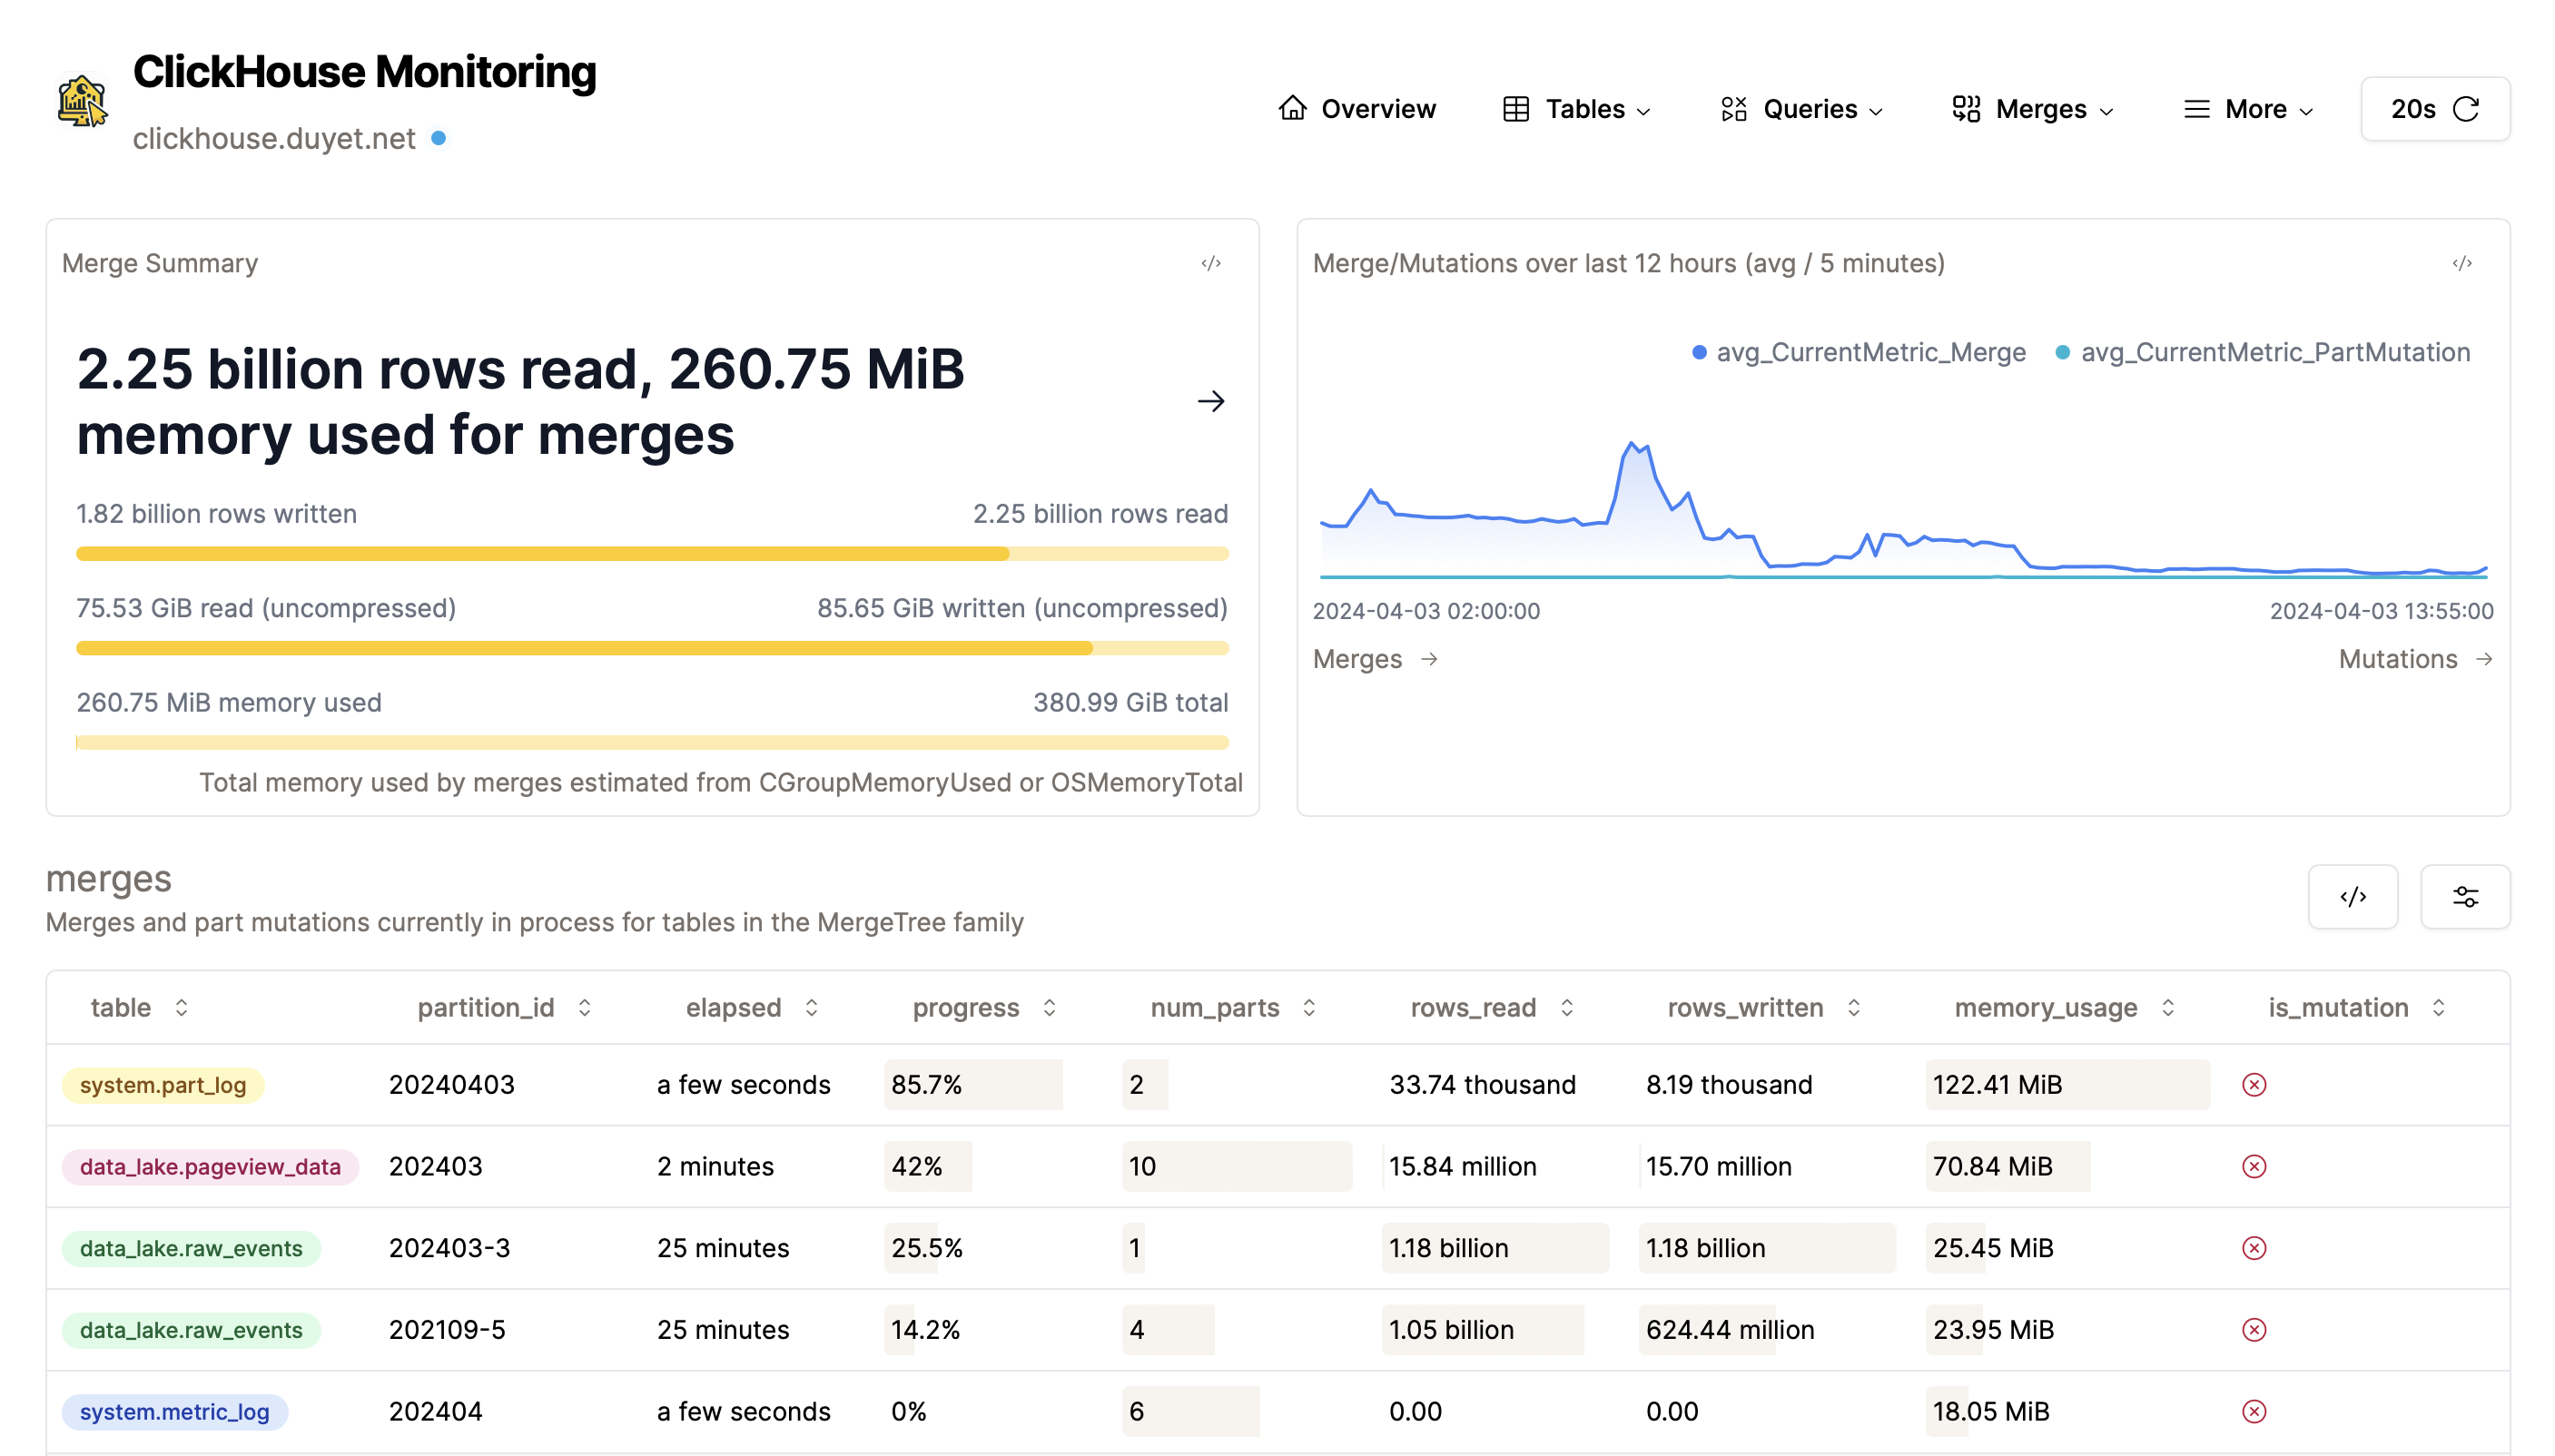 ClickHouse Monitoring
clickhouse.duyet.net
Overview
Tables
Queries
Merges
More
20s
Merge Summary
2.25 billion rows read, 260.75 MiB
memory used for merges
1.82 billion rows written 2.25 billion rows read
75.53 GiB read (uncompressed) 85.65 GiB written (uncompressed)
260.75 MiB memory used 380.99 GiB total
Total memory used by merges estimated from CGroupMemoryUsed or OSMemoryTotal
Merge/Mutations over last 12 hours (avg / 5 minutes)
avg_CurrentMetric_Merge avg_CurrentMetric_PartMutation
2024-04-03 02:00:00 2024-04-03 13:55:00
Merges → Mutations →
merges
Merges and part mutations currently in process for tables in the MergeTree family
table partition_id elapsed progress num_parts rows_read rows_written memory_usage is_mutation
system.part_log 20240403 a few seconds 85.7% 2 33.74 thousand 8.19 thousand 122.41 MiB
data_lake.pageview_data 202403 2 minutes 42% 10 15.84 million 15.70 million 70.84 MiB
data_lake.raw_events 202403-3 25 minutes 25.5% 1 1.18 billion 1.18 billion 25.45 MiB
data_lake.raw_events 202109-5 25 minutes 14.2% 4 1.05 billion 624.44 million 23.95 MiB
system.metric_log 202404 a few seconds 0% 6 0.00 0.00 18.05 MiB